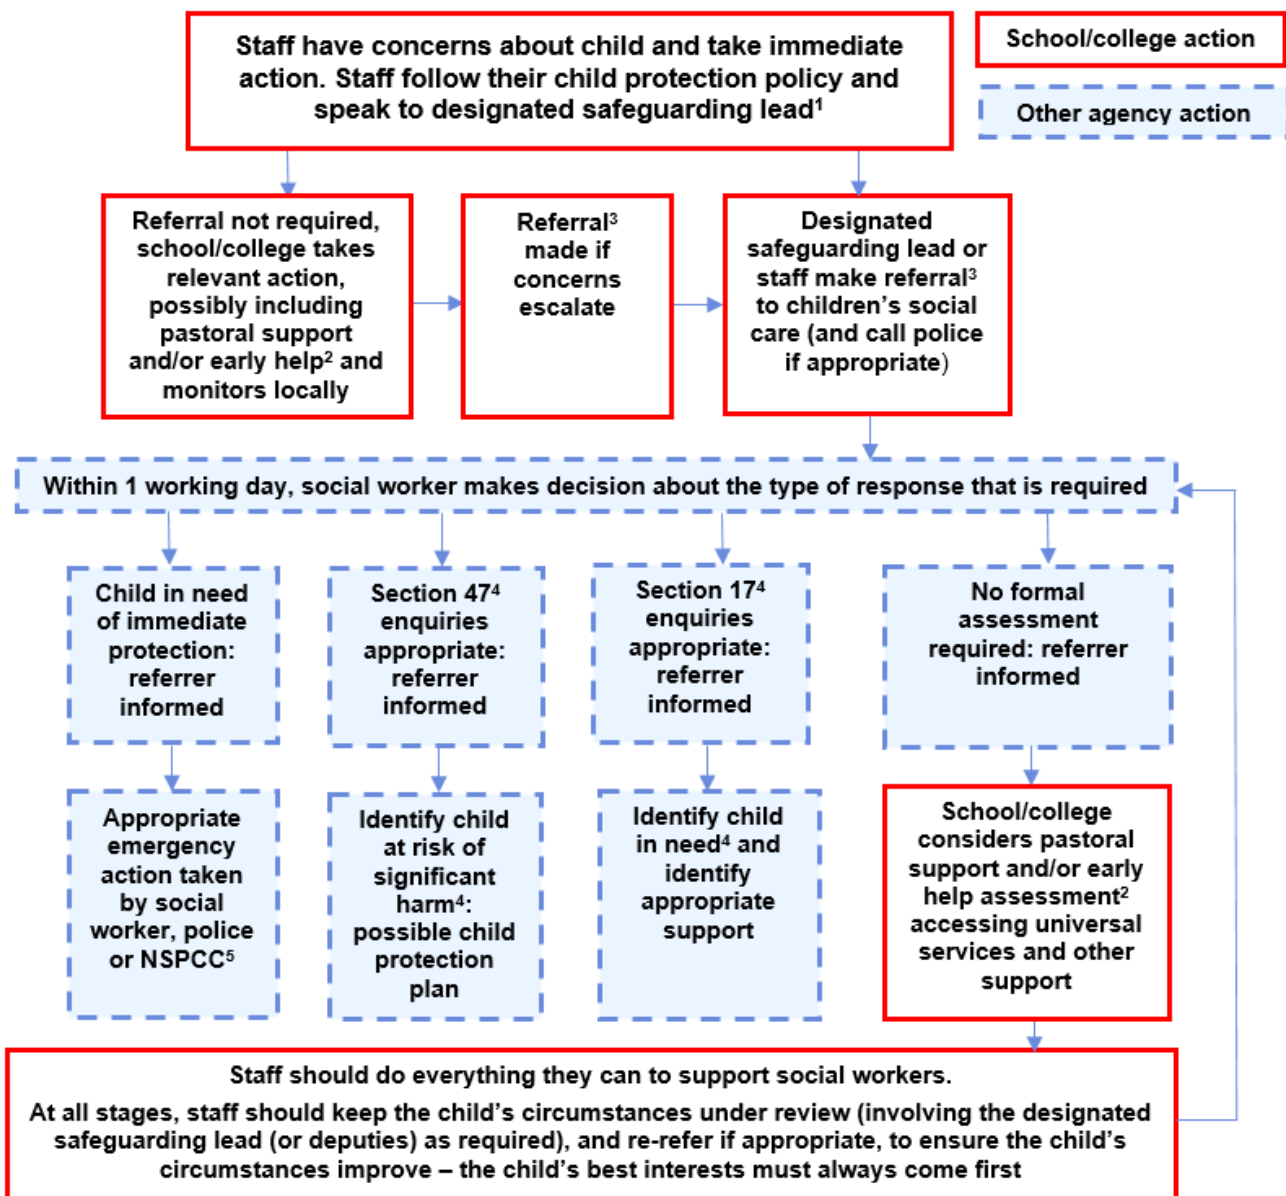 Staff have concerns about child and take immediate
action. Staff follow their child protection policy and
speak to designated safeguarding lead¹
School/college action
Other agency action
Referral not required,
school/college takes
relevant action,
possibly including
pastoral support
and/or early help² and
monitors locally
Referral³
made if
concerns
escalate
Designated
safeguarding lead or
staff make referral³
to children’s social
care (and call police
if appropriate)
Within 1 working day, social worker makes decision about the type of response that is required
Child in need
of immediate
protection:
referrer
informed
Section 47⁴
enquiries
appropriate:
referrer
informed
Section 17⁴
enquiries
appropriate:
referrer
informed
No formal
assessment
required: referrer
informed
Appropriate
emergency
action taken
by social
worker, police
or NSPCC⁵
Identify child
at risk of
significant
harm⁴:
possible child
protection
plan
Identify child
in need⁴ and
identify
appropriate
support
School/college
considers pastoral
support and/or early
help assessment²
accessing universal
services and other
support
Staff should do everything they can to support social workers.
At all stages, staff should keep the child’s circumstances under review (involving the designated
safeguarding lead (or deputies) as required), and re-refer if appropriate, to ensure the child’s
circumstances improve – the child’s best interests must always come first